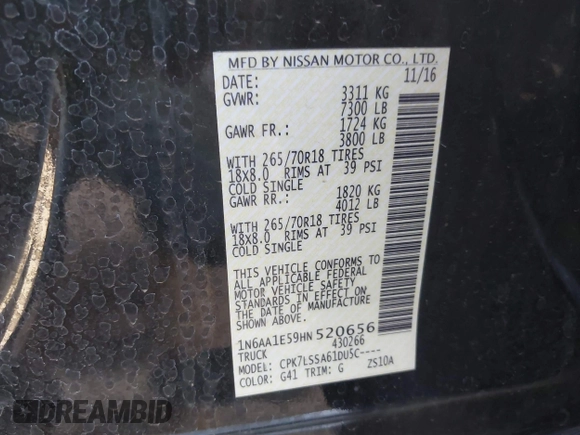 MFD BY NISSAN MOTOR CO., LTD.
DATE: 11/16
GVWR: 3311 KG
7300 LB
GAWR FR.: 1724 KG
3800 LB
WITH 265/70R18 TIRES
18X8.0 RIMS AT 39 PSI
COLD SINGLE
GAWR RR.: 1820 KG
4012 LB
WITH 265/70R18 TIRES
18X8.0 RIMS AT 39 PSI
COLD SINGLE
THIS VEHICLE CONFORMS TO
ALL APPLICABLE FEDERAL
MOTOR VEHICLE SAFETY
STANDARDS IN EFFECT ON
THE DATE OF MANUFACTURE
SHOWN ABOVE.
1N6AA1E59HN520656
TRUCK 430266
MODEL: CPK7LSSA61DU5C----
COLOR: G41 TRIM: G ZS10A
DREAMBID